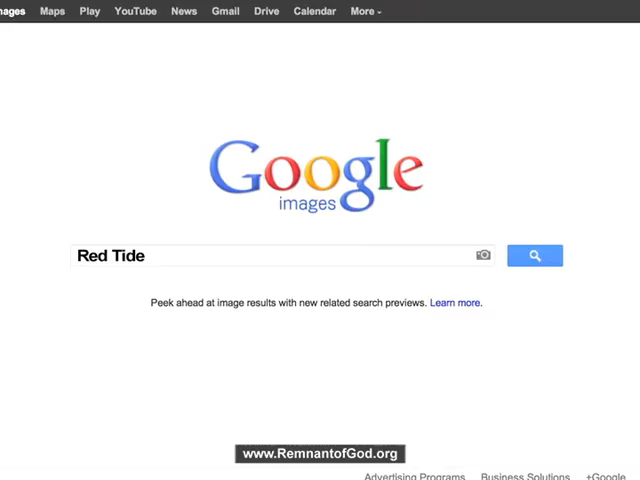 Images Maps Play YouTube News Gmail Drive Calendar More
Google
images
Red Tide
Peek ahead at image results with new related search previews. Learn more.
www.RemnantofGod.org
Advertising Programs Business Solutions +Google